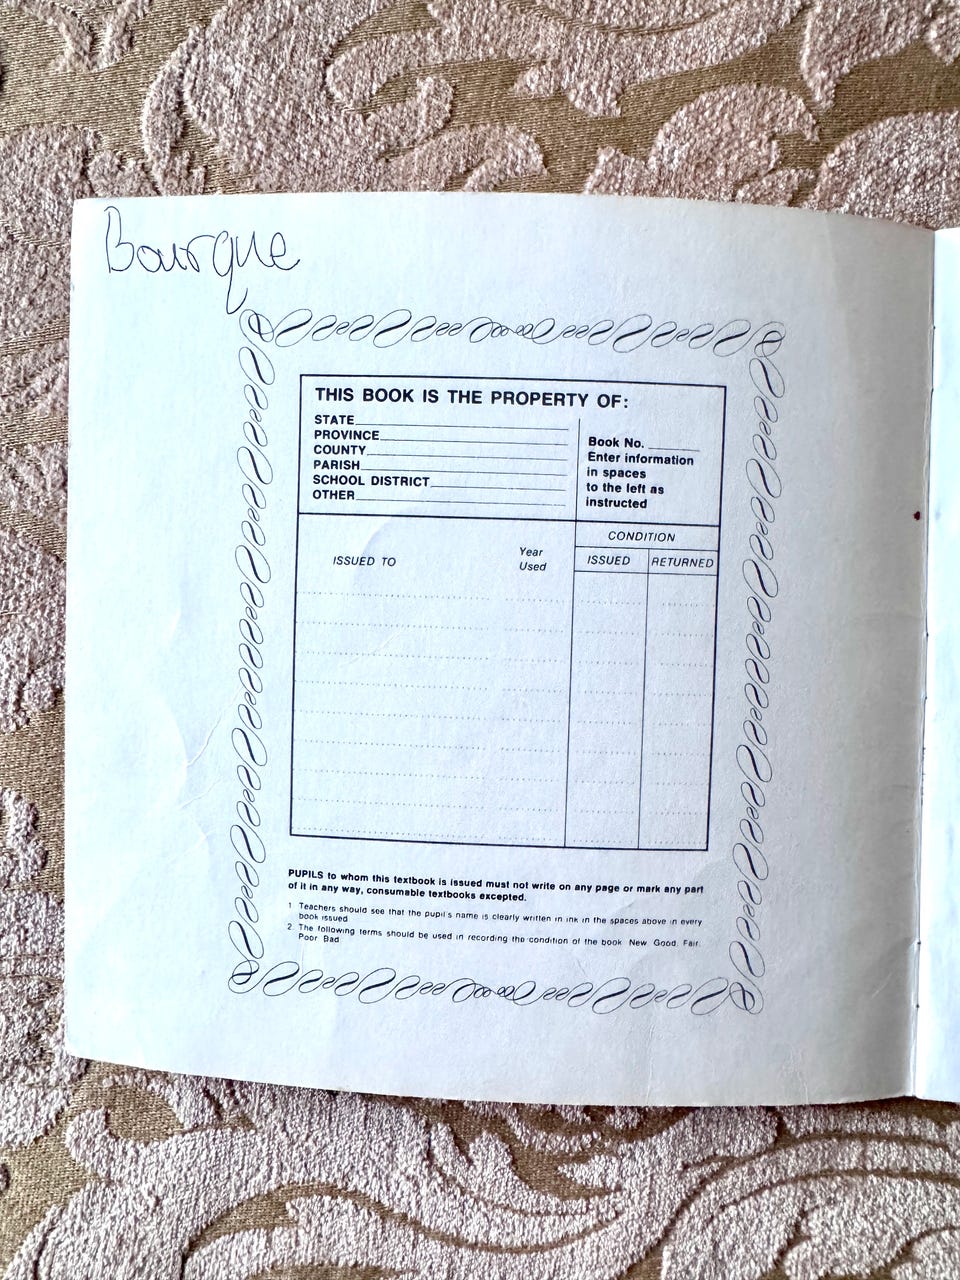 Bourque
THIS BOOK IS THE PROPERTY OF:
STATE
PROVINCE
COUNTY
PARISH
SCHOOL DISTRICT
OTHER
Book No.
Enter information
in spaces
to the left as
instructed
CONDITION
ISSUED TO
Year
Used
ISSUED
RETURNED
PUPILS to whom this textbook is issued must not write on any page or mark any part
of it in any way, consumable textbooks excepted.
1 Teachers should see that the pupil's name is clearly written in ink in the spaces above in every
book issued
2. The following terms should be used in recording the condition of the book New Good Fair
Poor Bad